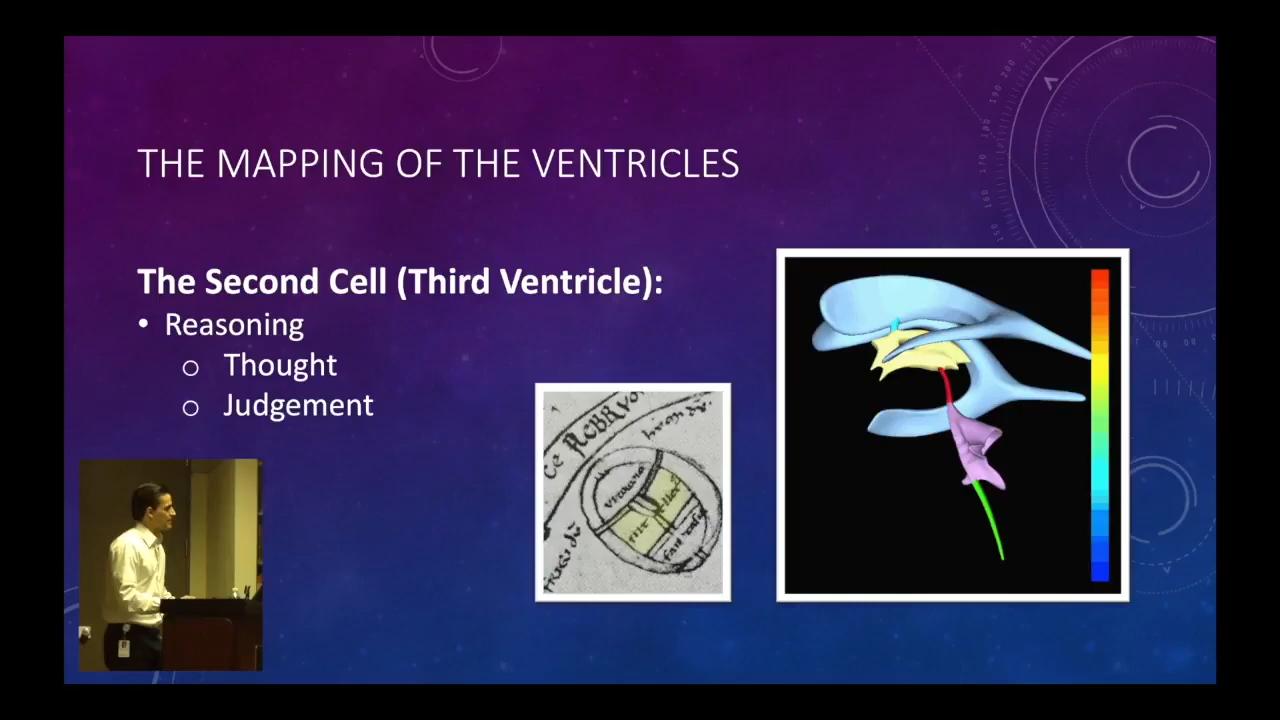 THE MAPPING OF THE VENTRICLES
The Second Cell (Third Ventricle):
• Reasoning
o Thought
o Judgement